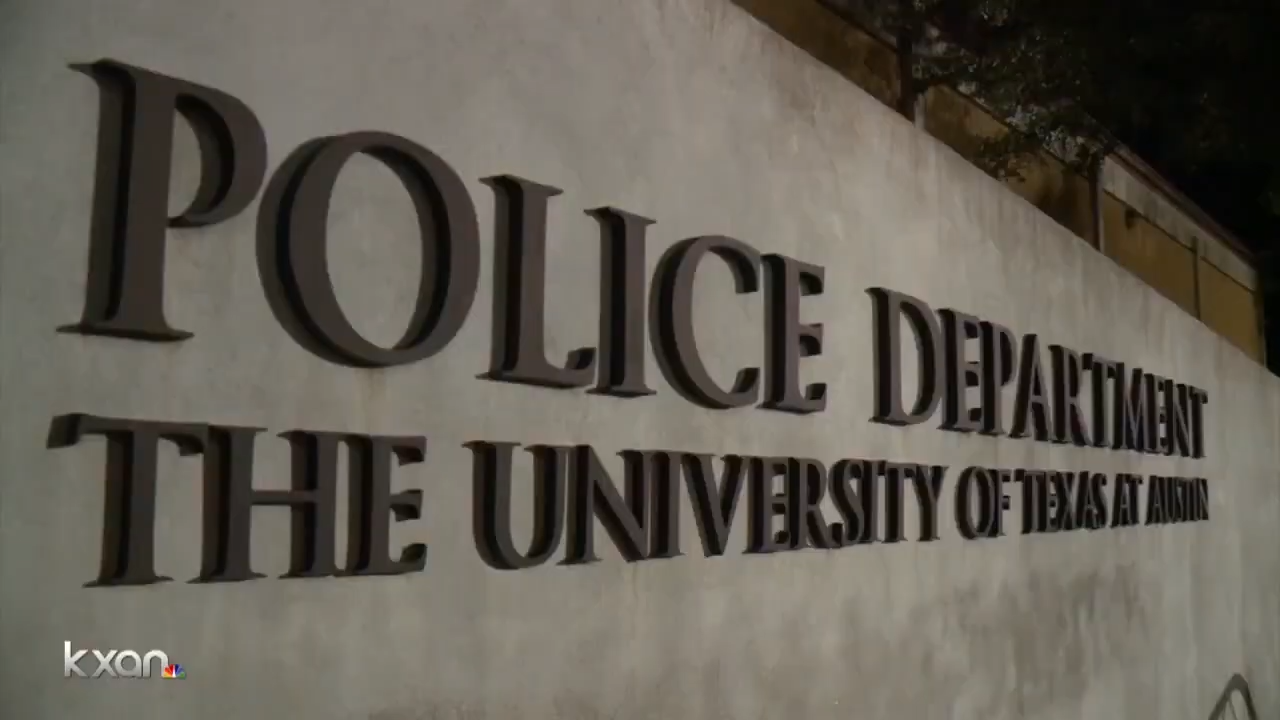 POLICE DEPARTMENT
THE UNIVERSITY OF TEXAS AT AUSTIN
kxan